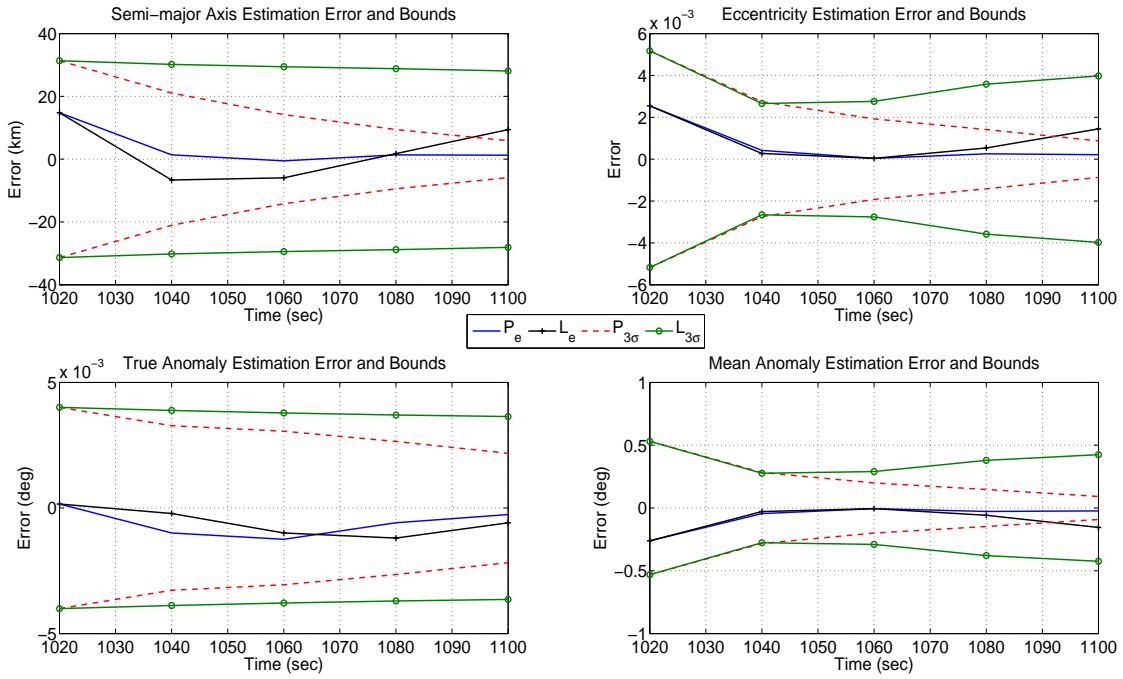 Semi-major Axis Estimation Error and Bounds
40
20
0
−20
−40
Error (km)
1020 1030 1040 1050 1060 1070 1080 1090 1100
Time (sec)
Eccentricity Estimation Error and Bounds
x 10⁻³
6
4
2
0
−2
−4
−6
Error
1020 1030 1040 1050 1060 1070 1080 1090 1100
Time (sec)
Pₑ Lₑ P₃σ L₃σ
True Anomaly Estimation Error and Bounds
x 10⁻³
5
0
−5
Error (deg)
1020 1030 1040 1050 1060 1070 1080 1090 1100
Time (sec)
Mean Anomaly Estimation Error and Bounds
1
0.5
0
−0.5
−1
Error (deg)
1020 1030 1040 1050 1060 1070 1080 1090 1100
Time (sec)